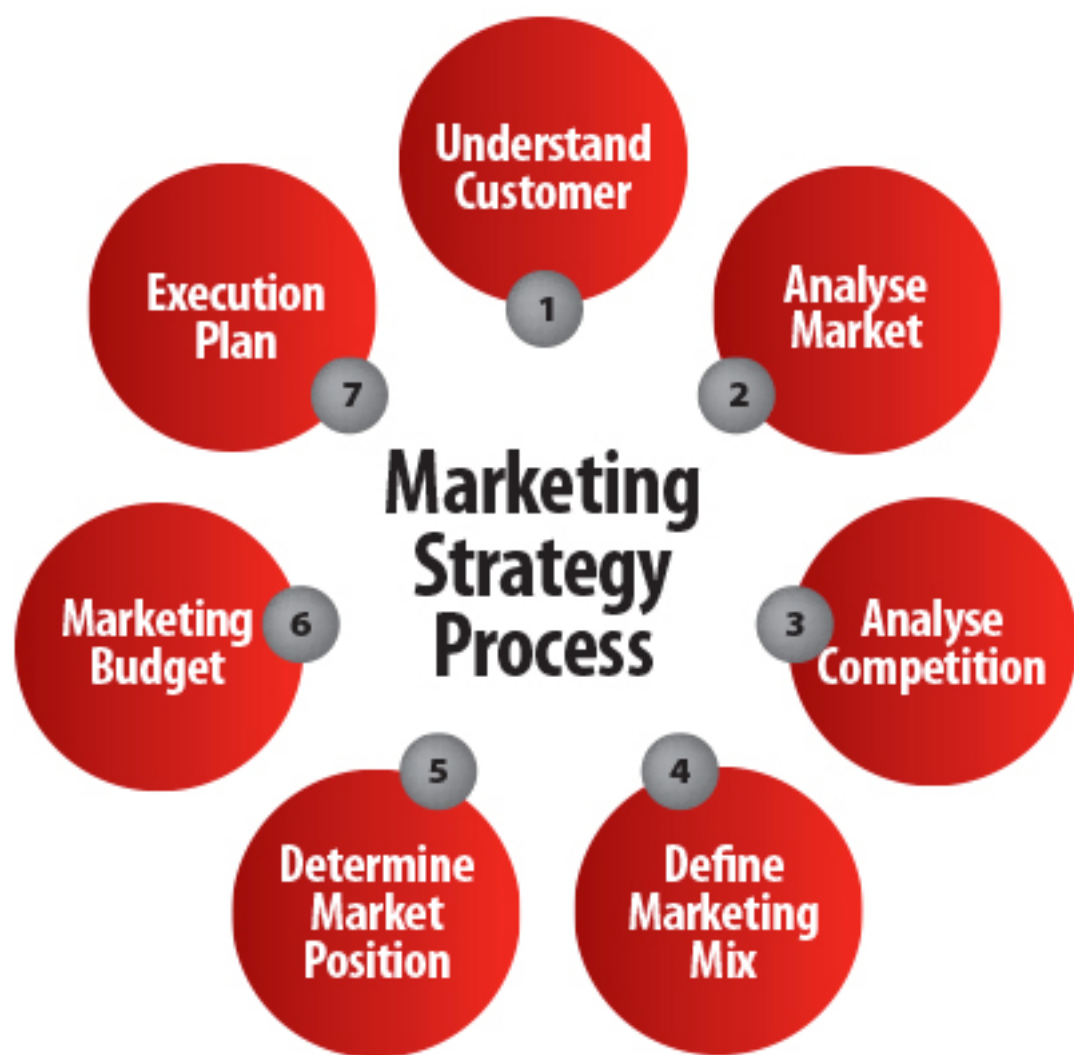 Understand
Customer
1
Analyse
Market
2
Analyse
Competition
3
Define
Marketing
Mix
4
Determine
Market
Position
5
Marketing
Budget
6
Execution
Plan
7
Marketing
Strategy
Process